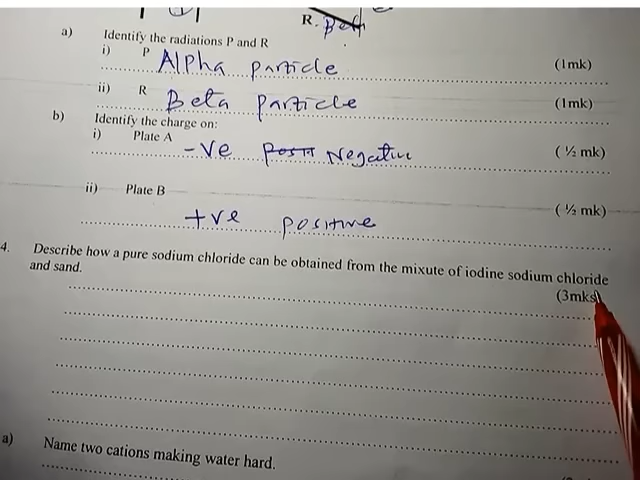 R. Beta
a) Identify the radiations P and R
i) P Alpha particle (1mk)
ii) R Beta particle (1mk)
b) Identify the charge on:
i) Plate A
-ve Negative ( ½ mk)
ii) Plate B ( ½ mk)
+ve positive
4. Describe how a pure sodium chloride can be obtained from the mixute of iodine sodium chloride
and sand. (3mks)
a) Name two cations making water hard.